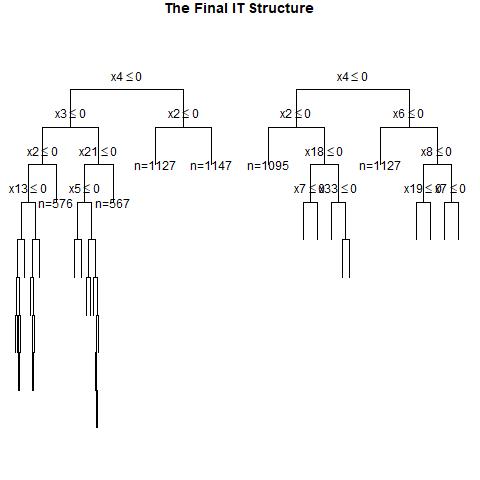 The Final IT Structure
x4 ≤ 0 x4 ≤ 0
x3 ≤ 0 x2 ≤ 0 x2 ≤ 0 x6 ≤ 0
x2 ≤ 0 x21 ≤ 0 n=1127 n=1147 n=1095 x18 ≤ 0 n=1127 x8 ≤ 0
x13 ≤ 0 n=576 x5 ≤ 0 n=567 x7 ≤ 0 x33 ≤ 0 x19 ≤ 0 x7 ≤ 0